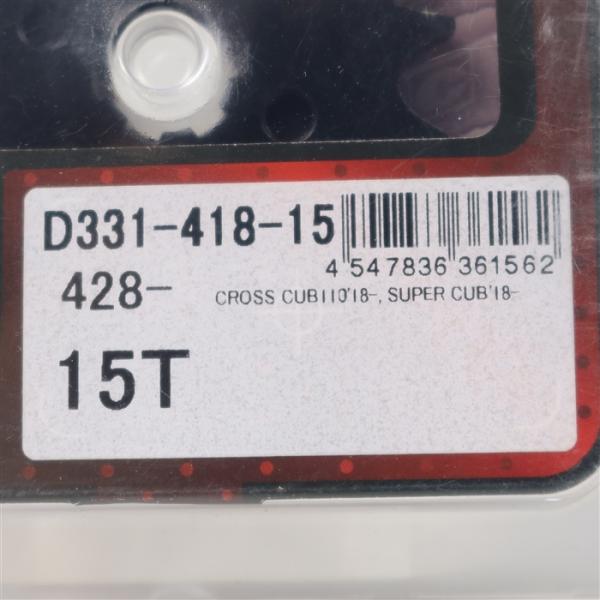 D331-418-15
4 547836 361562
428-
CROSS CUB110'18-, SUPER CUB'18-
15T